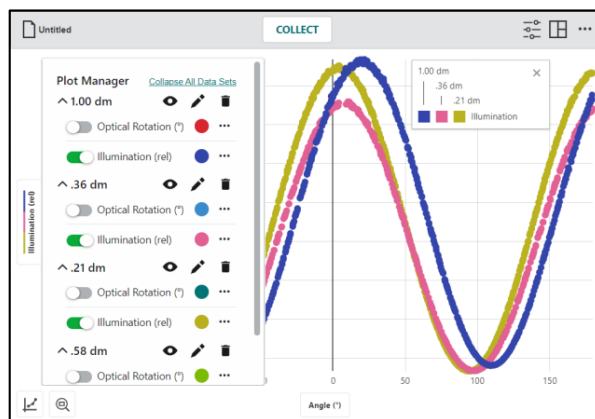 Untitled
COLLECT
Plot Manager
Collapse All Data Sets
1.00 dm
Optical Rotation (°)
Illumination (rel)
.36 dm
Optical Rotation (°)
Illumination (rel)
.21 dm
Optical Rotation (°)
Illumination (rel)
.58 dm
Optical Rotation (°)
Illumination (rel)
1.00 dm
.36 dm
.21 dm
Illumination
0
50
100
150
Angle (°)